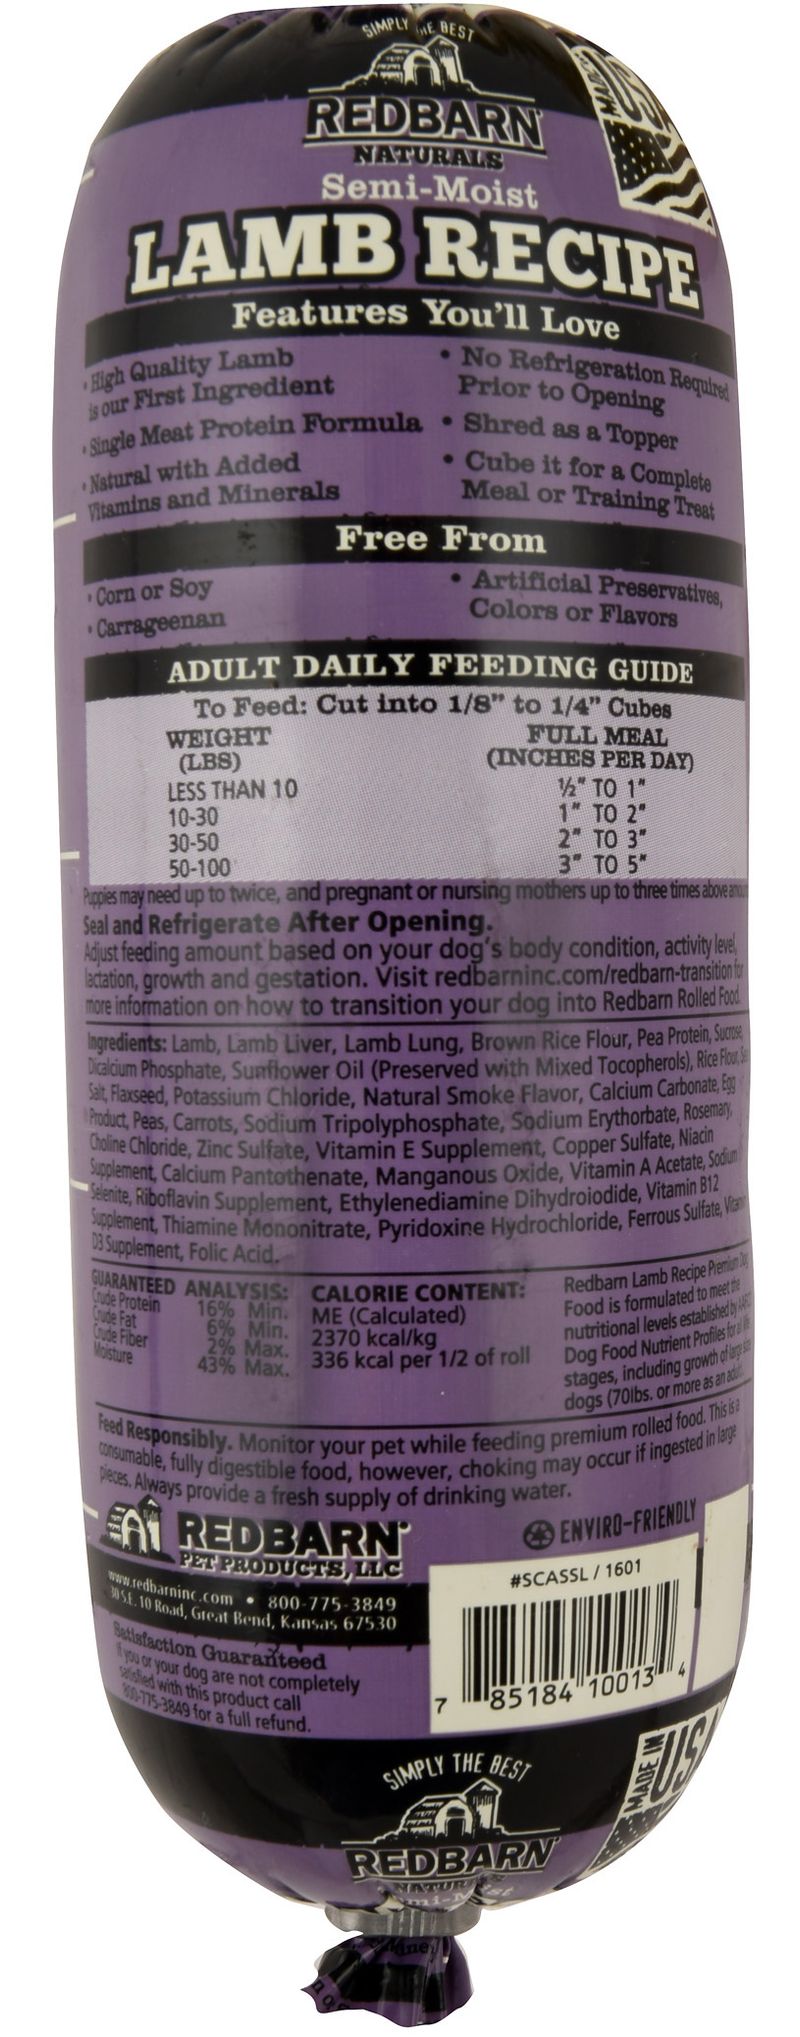 SIMPLY THE BEST
REDBARN
NATURALS
MADE IN
USA
Semi-Moist
LAMB RECIPE
Features You'll Love
• High Quality Lamb
is our First Ingredient
• Single Meat Protein Formula
• Natural with Added
Vitamins and Minerals
• No Refrigeration Required
Prior to Opening
• Shred as a Topper
• Cube it for a Complete
Meal or Training Treat
Free From
• Corn or Soy
• Carrageenan
• Artificial Preservatives,
Colors or Flavors
ADULT DAILY FEEDING GUIDE
To Feed: Cut into 1/8" to 1/4" Cubes
WEIGHT FULL MEAL
(LBS) (INCHES PER DAY)
LESS THAN 10 ½" TO 1"
10-30 1" TO 2"
30-50 2" TO 3"
50-100 3" TO 5"
Puppies may need up to twice, and pregnant or nursing mothers up to three times above
Seal and Refrigerate After Opening.
Adjust feeding amount based on your dog's body condition, activity level,
lactation, growth and gestation. Visit redbarninc.com/redbarn-transition for
more information on how to transition your dog into Redbarn Rolled Food.
Ingredients: Lamb, Lamb Liver, Lamb Lung, Brown Rice Flour, Pea Protein, Sucrose,
Dicalcium Phosphate, Sunflower Oil (Preserved with Mixed Tocopherols), Rice Flour,
Salt, Flaxseed, Potassium Chloride, Natural Smoke Flavor, Calcium Carbonate, Egg
Product, Peas, Carrots, Sodium Tripolyphosphate, Sodium Erythorbate, Rosemary,
Choline Chloride, Zinc Sulfate, Vitamin E Supplement, Copper Sulfate, Niacin
Supplement, Calcium Pantothenate, Manganous Oxide, Vitamin A Acetate, Sodium
Selenite, Riboflavin Supplement, Ethylenediamine Dihydroiodide, Vitamin B12
Supplement, Thiamine Mononitrate, Pyridoxine Hydrochloride, Ferrous Sulfate,
D3 Supplement, Folic Acid.
GUARANTEED ANALYSIS:
Crude Protein 16% Min.
Crude Fat 6% Min.
Crude Fiber 2% Max.
Moisture 43% Max.
CALORIE CONTENT:
ME (Calculated)
2370 kcal/kg
336 kcal per 1/2 of roll
Redbarn Lamb Recipe Premium Dog
Food is formulated to meet the
nutritional levels established by
Dog Food Nutrient Profiles for all
stages, including growth of large size
dogs (70lbs. or more as an adult).
Feed Responsibly. Monitor your pet while feeding premium rolled food. This is a
consumable, fully digestible food, however, choking may occur if ingested in large
pieces. Always provide a fresh supply of drinking water.
REDBARN
PET PRODUCTS, LLC
ENVIRO-FRIENDLY
www.redbarninc.com • 800-775-3849
30 S.E. 10 Road, Great Bend, Kansas 67530
Satisfaction Guaranteed
If you or your dog are not completely
satisfied with this product call
800-775-3849 for a full refund.
#SCASSL / 1601
7 85184 10013 4
MADE IN
USA
SIMPLY THE BEST
REDBARN